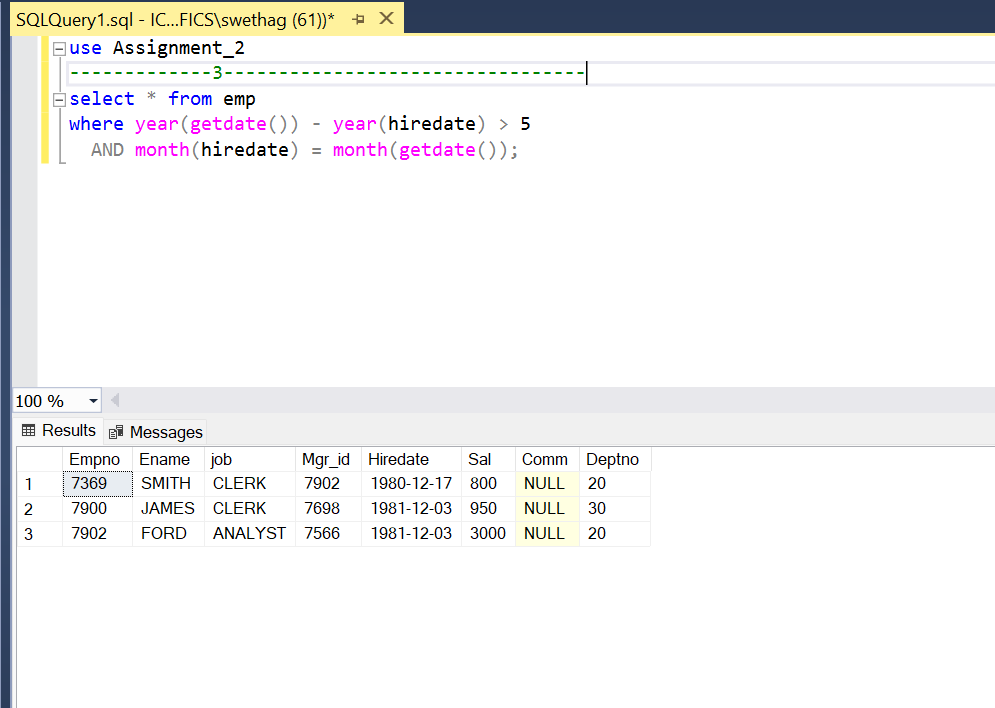 SQLQuery1.sql - IC...FICS\swethag (61))*
use Assignment_2
-------------3---------------------------------
select * from emp
where year(getdate()) - year(hiredate) > 5
AND month(hiredate) = month(getdate());
100 %
Results Messages
Empno Ename job Mgr_id Hiredate Sal Comm Deptno
1 7369 SMITH CLERK 7902 1980-12-17 800 NULL 20
2 7900 JAMES CLERK 7698 1981-12-03 950 NULL 30
3 7902 FORD ANALYST 7566 1981-12-03 3000 NULL 20